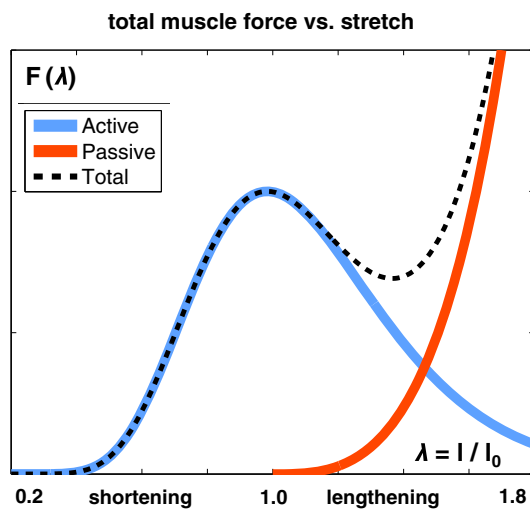 total muscle force vs. stretch
F (λ)
Active
Passive
Total
λ = l / l₀
0.2 shortening 1.0 lengthening 1.8